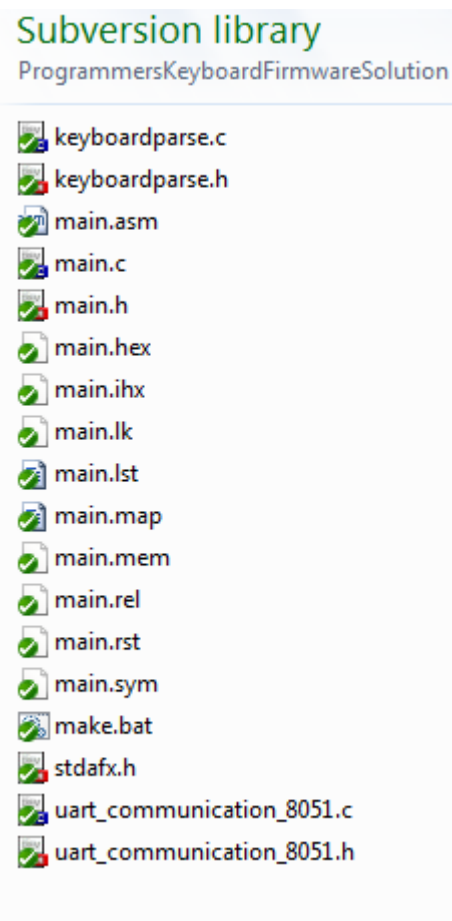 Subversion library
ProgrammersKeyboardFirmwareSolution
keyboardparse.c
keyboardparse.h
main.asm
main.c
main.h
main.hex
main.ihx
main.lk
main.lst
main.map
main.mem
main.rel
main.rst
main.sym
make.bat
stdafx.h
uart_communication_8051.c
uart_communication_8051.h